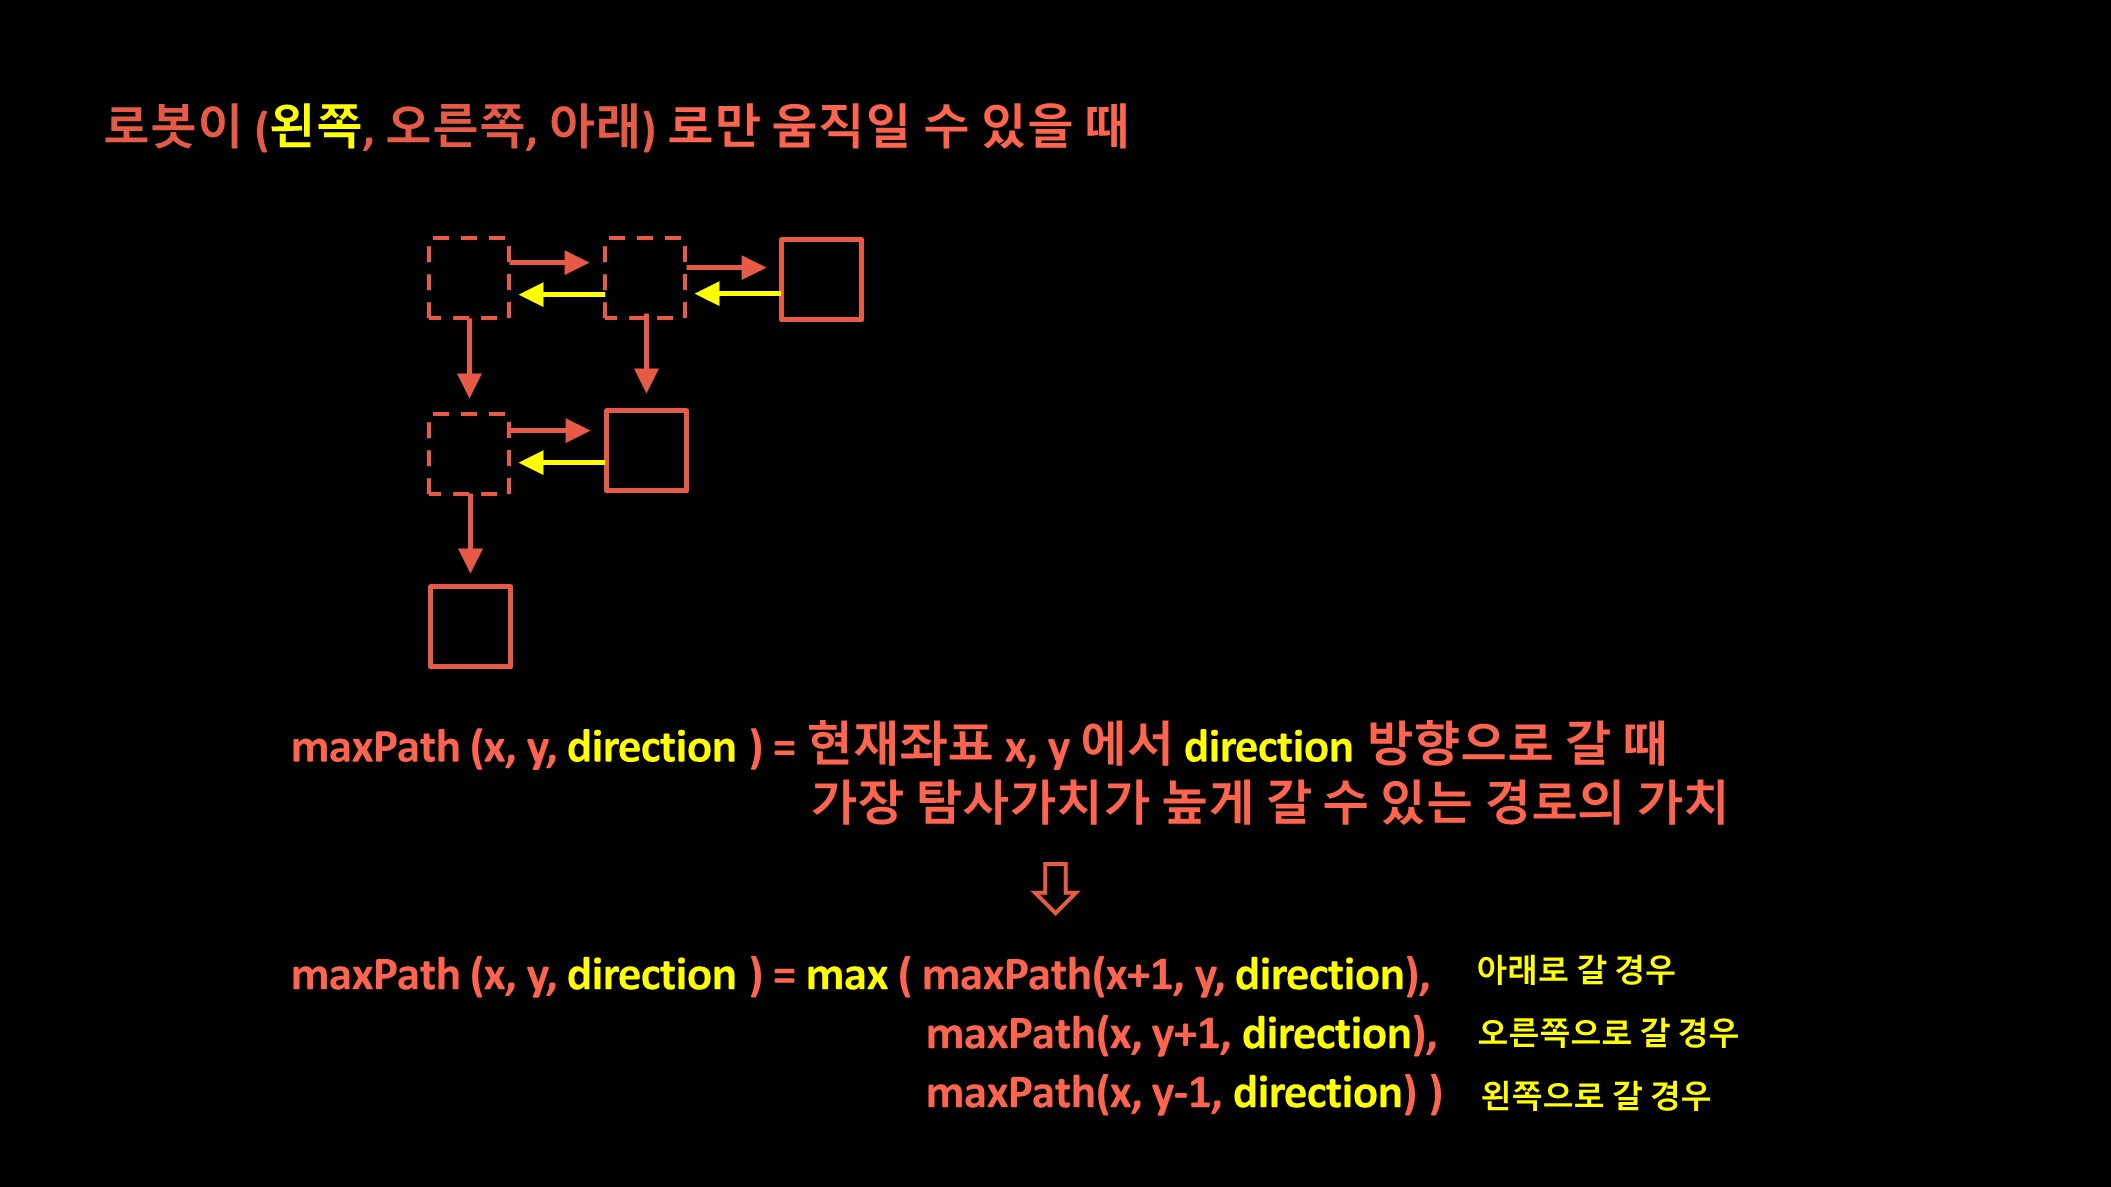 로봇이 (왼쪽, 오른쪽, 아래) 로만 움직일 수 있을 때
maxPath (x, y, direction ) = 현재좌표 x, y 에서 direction 방향으로 갈 때
가장 탐사가치가 높게 갈 수 있는 경로의 가치
maxPath (x, y, direction ) = max ( maxPath(x+1, y, direction), 아래로 갈 경우
maxPath(x, y+1, direction), 오른쪽으로 갈 경우
maxPath(x, y-1, direction) ) 왼쪽으로 갈 경우